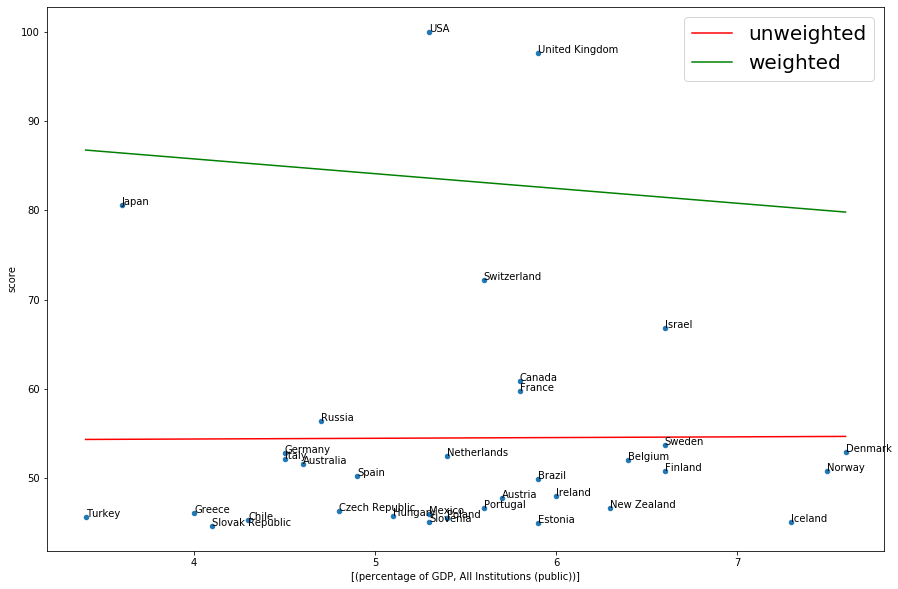 100
90
80
70
60
50
score
USA
United Kingdom
unweighted
weighted
Japan
Switzerland
Israel
Canada
France
Russia
Sweden
Denmark
Germany
Italy
Australia
Netherlands
Belgium
Finland
Norway
Spain
Brazil
Austria
Ireland
Portugal
New Zealand
Turkey
Greece
Chile
Slovak Republic
Czech Republic
Hungary
Mexico
Poland
Slovenia
Estonia
Iceland
4
5
6
7
[(percentage of GDP, All Institutions (public))]